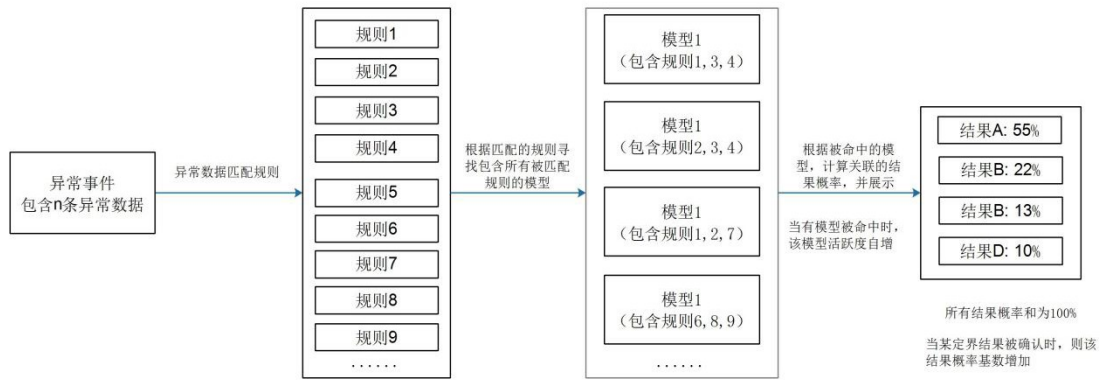 异常事件
包含n条异常数据
异常数据匹配规则
规则1
规则2
规则3
规则4
规则5
规则6
规则7
规则8
规则9
······
根据匹配的规则寻
找包含所有被匹配
规则的模型
模型1
(包含规则1,3,4)
模型1
(包含规则2,3,4)
模型1
(包含规则1,2,7)
模型1
(包含规则6,8,9)
······
根据被命中的模
型，计算关联的结
果概率，并展示
当有模型被命中时，
该模型活跃度自增
结果A: 55%
结果B: 22%
结果B: 13%
结果D: 10%
所有结果概率和为100%
当某定界结果被确认时，则该
结果概率基数增加